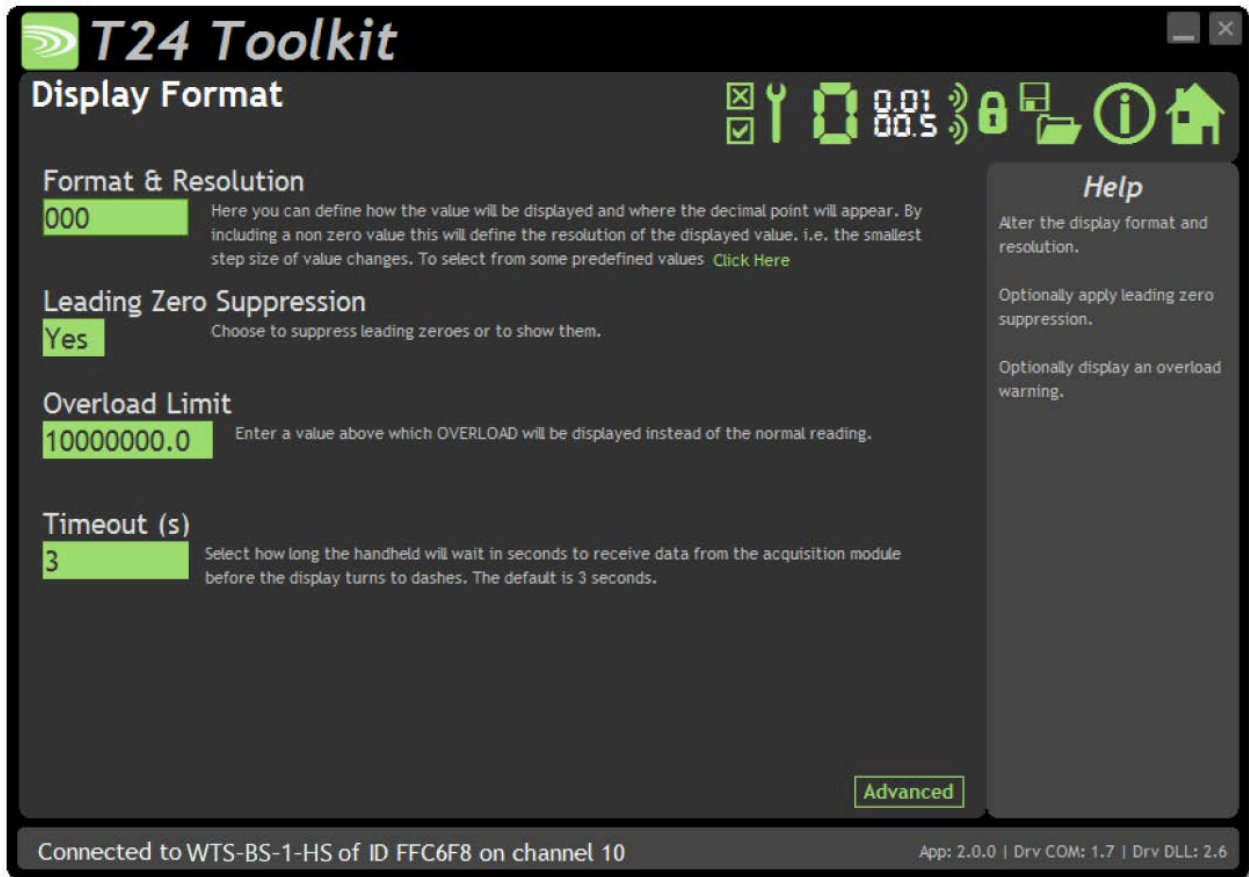 T24 Toolkit
Display Format
0.01
00.5
Format & Resolution
000
Here you can define how the value will be displayed and where the decimal point will appear. By
including a non zero value this will define the resolution of the displayed value. i.e. the smallest
step size of value changes. To select from some predefined values Click Here
Leading Zero Suppression
Yes
Choose to suppress leading zeroes or to show them.
Overload Limit
10000000.0
Enter a value above which OVERLOAD will be displayed instead of the normal reading.
Timeout (s)
3
Select how long the handheld will wait in seconds to receive data from the acquisition module
before the display turns to dashes. The default is 3 seconds.
Advanced
Help
Alter the display format and
resolution.
Optionally apply leading zero
suppression.
Optionally display an overload
warning.
Connected to WTS-BS-1-HS of ID FFC6F8 on channel 10
App: 2.0.0 | Drv COM: 1.7 | Drv DLL: 2.6